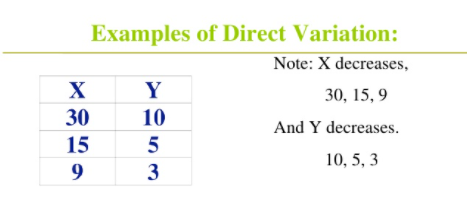 Examples of Direct Variation:
X Y
30 10
15 5
9 3
Note: X decreases,
30, 15, 9
And Y decreases.
10, 5, 3